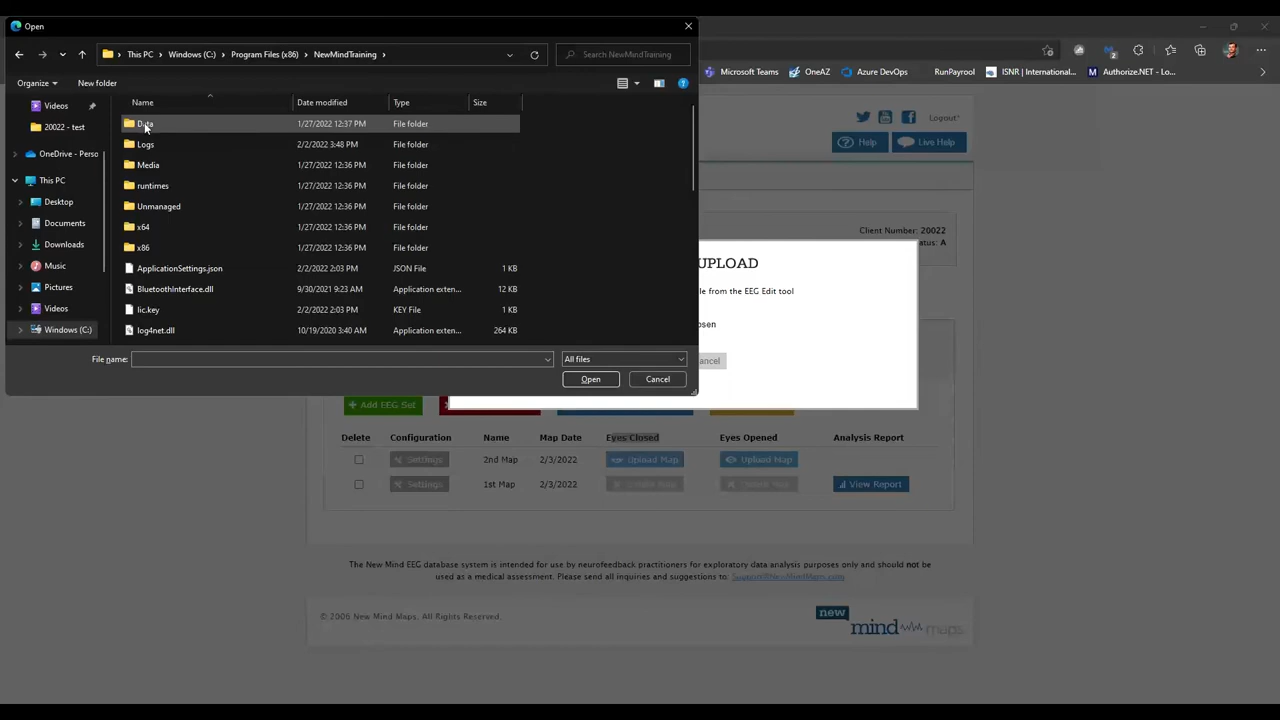 Open
This PC > Windows (C:) > Program Files (x86) > NewMindTraining >
Search NewMindTraining
Organize
New folder
Name
Date modified
Type
Size
Videos
20022 - test
OneDrive - Perso
This PC
Desktop
Documents
Downloads
Music
Pictures
Videos
Windows (C:)
Data 1/27/2022 12:37 PM File folder
Logs 2/2/2022 3:48 PM File folder
Media 1/27/2022 12:36 PM File folder
runtimes 1/27/2022 12:36 PM File folder
Unmanaged 1/27/2022 12:36 PM File folder
x64 1/27/2022 12:36 PM File folder
x86 1/27/2022 12:36 PM File folder
ApplicationSettings.json 2/2/2022 2:03 PM JSON File 1 KB
BluetoothInterface.dll 9/30/2021 9:23 AM Application exten... 12 KB
lic.key 2/2/2022 2:03 PM KEY File 1 KB
log4net.dll 10/19/2020 3:40 AM Application exten... 264 KB
File name:
All files
Open
Cancel
Microsoft Teams
OneAZ
Azure DevOps
RunPayrool
ISNR | International...
Authorize.NET - Lo...
Logout
Help
Live Help
Client Number: 20022
atus: A
UPLOAD
le from the EEG Edit tool
osen
ancel
+ Add EEG Set
Delete Configuration Name Map Date Eyes Closed Eyes Opened Analysis Report
Settings 2nd Map 2/3/2022 Upload Map Upload Map
Settings 1st Map 2/3/2022 View Report
The New Mind EEG database system is intended for use by neurofeedback practitioners for exploratory data analysis purposes only and should not be
used as a medical assessment. Please send all inquiries and suggestions to: Support@NewMindMaps.com
© 2006 New Mind Maps, All Rights Reserved.
new
mind maps